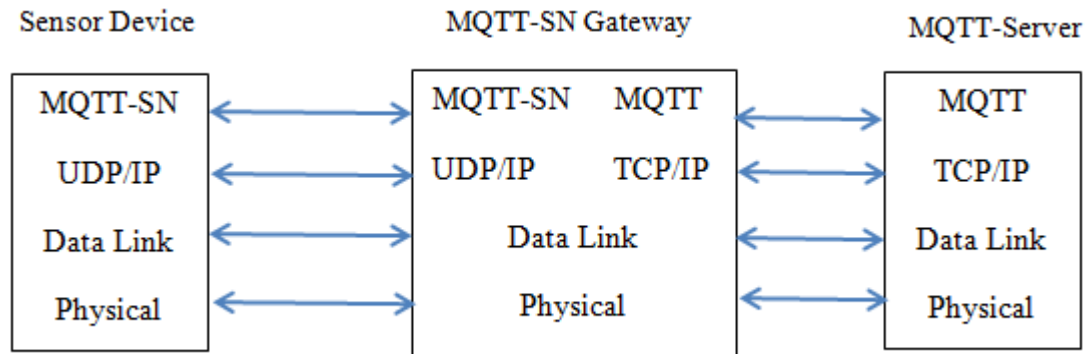 Sensor Device
MQTT-SN Gateway
MQTT-Server
MQTT-SN
UDP/IP
Data Link
Physical
MQTT-SN MQTT
UDP/IP TCP/IP
Data Link
Physical
MQTT
TCP/IP
Data Link
Physical